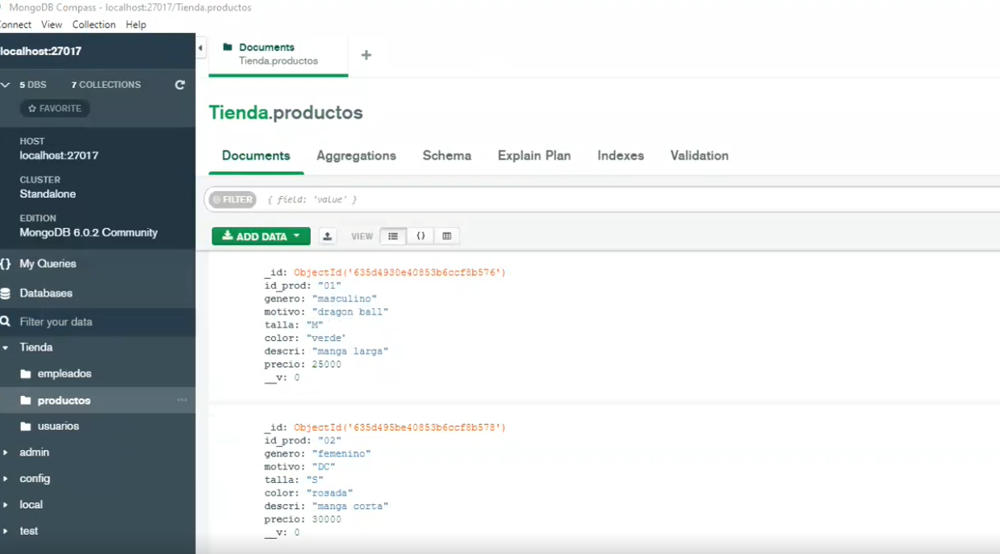 MongoDB Compass - localhost:27017/Tienda.productos
Connect View Collection Help
localhost:27017
5 DBS 7 COLLECTIONS
FAVORITE
HOST
localhost:27017
CLUSTER
Standalone
EDITION
MongoDB 6.0.2 Community
{} My Queries
Databases
Filter your data
Tienda
empleados
productos ...
usuarios
admin
config
local
test
Documents
Tienda.productos
+
Tienda.productos
Documents Aggregations Schema Explain Plan Indexes Validation
FILTER { field: 'value' }
ADD DATA VIEW {}
_id: ObjectId('635d4930e40853b6ccf8b576')
id_prod: "01"
genero: "masculino"
motivo: "dragon ball"
talla: "M"
color: "verde"
descri: "manga larga"
precio: 25000
__v: 0
_id: ObjectId('635d495be40853b6ccf8b578')
id_prod: "02"
genero: "femenino"
motivo: "DC"
talla: "S"
color: "rosada"
descri: "manga corta"
precio: 30000
__v: 0